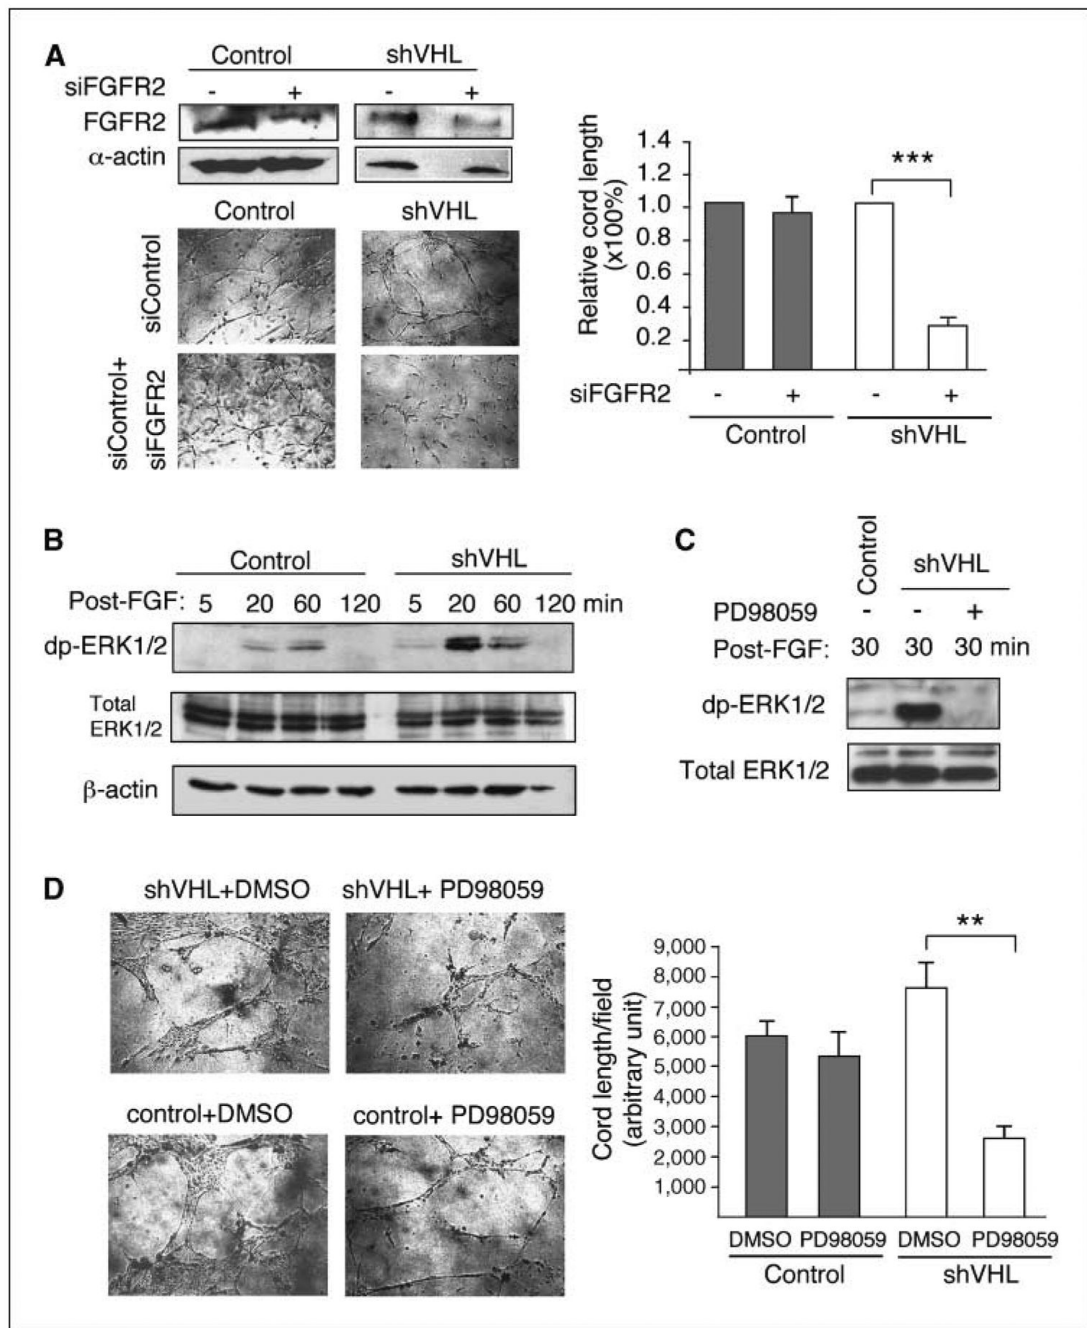 A
Control shVHL
siFGFR2 - + - +
FGFR2
α-actin
Control shVHL
siControl
siControl+
siFGFR2
Relative cord length
(x100%)
1.4
1.2
1.0
0.8
0.6
0.4
0.2
***
siFGFR2 - + - +
Control shVHL
B
Control shVHL
Post-FGF: 5 20 60 120 5 20 60 120 min
dp-ERK1/2
Total
ERK1/2
β-actin
C
Control
shVHL
PD98059 - - +
Post-FGF: 30 30 30 min
dp-ERK1/2
Total ERK1/2
D
shVHL+DMSO shVHL+ PD98059
control+DMSO control+ PD98059
Cord length/field
(arbitrary unit)
9,000
8,000
7,000
6,000
5,000
4,000
3,000
2,000
1,000
**
DMSO PD98059 DMSO PD98059
Control shVHL